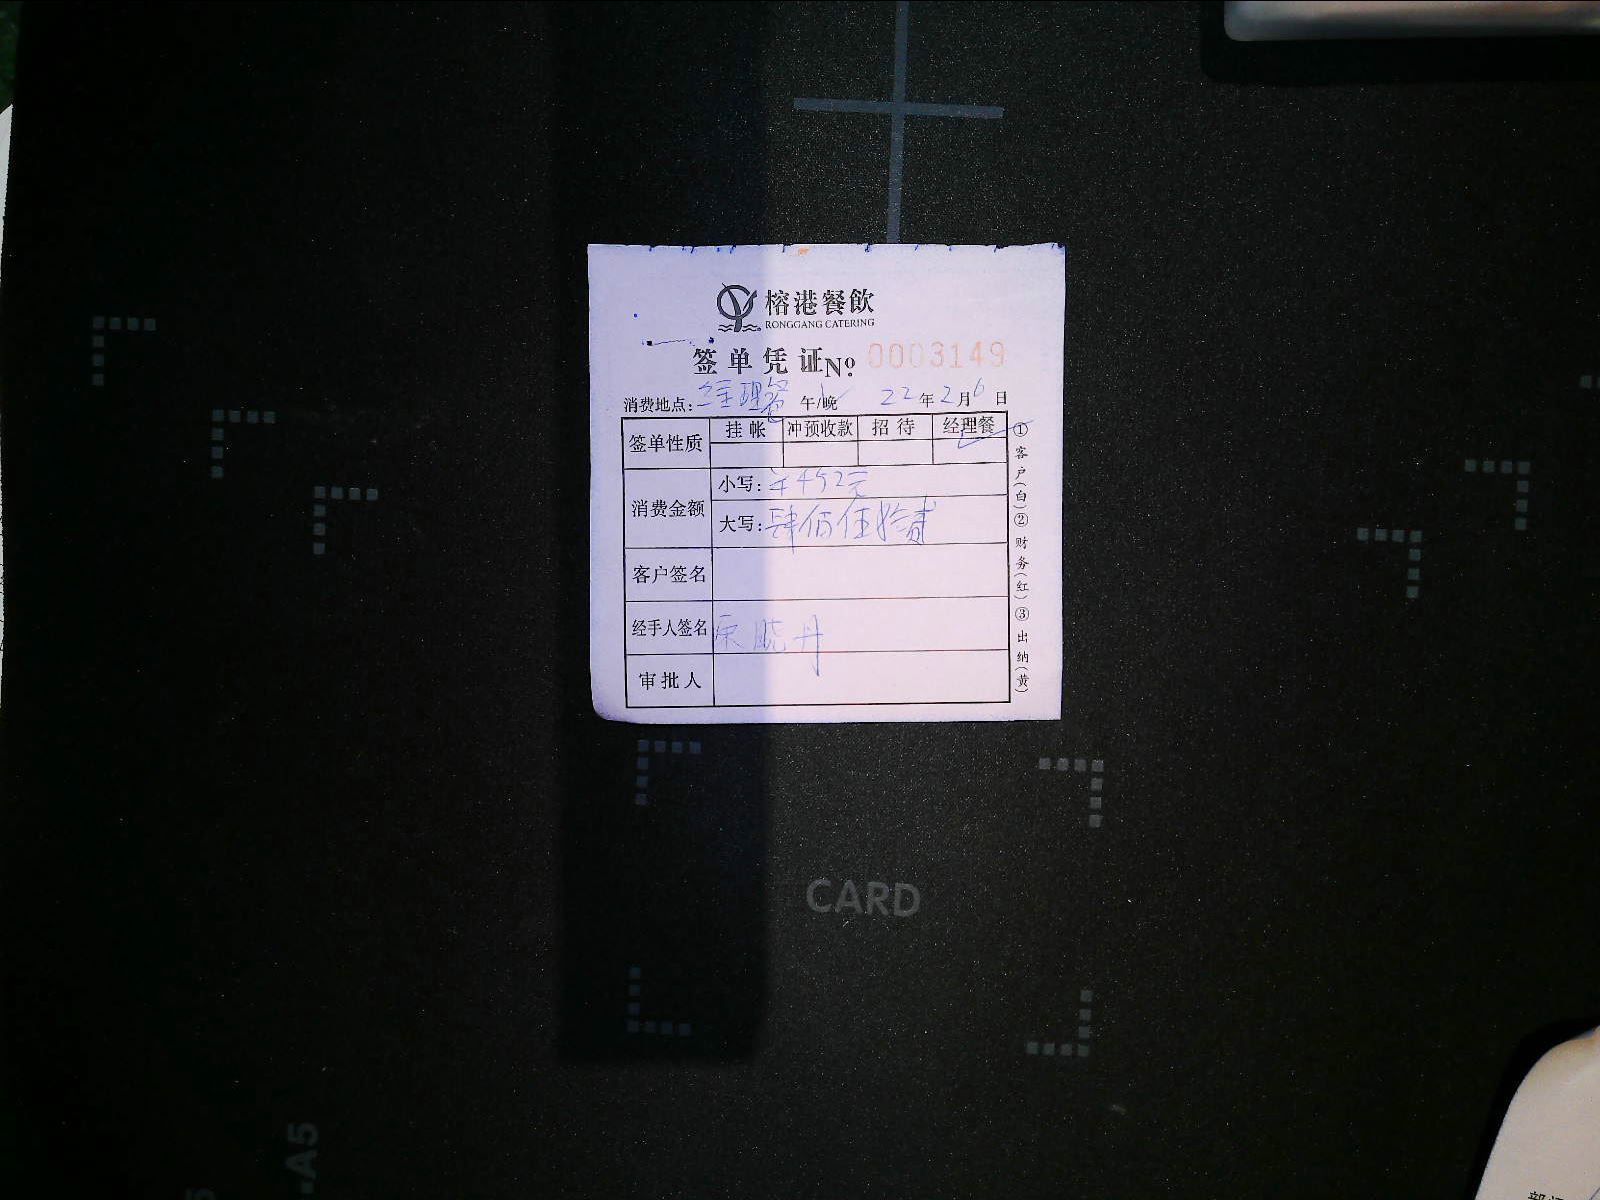 榕港餐飲
RONGGANG CATERING
签单凭证 № 0003149
消费地点: 经理餐 午/晚 22年2月6日
签单性质 挂帐 冲预收款 招待 经理餐
消费金额
小写: ¥452元
大写: 肆佰伍拾贰
客户签名
经手人签名 晓丹
审批人
①客户(白)②财务(红)③出纳(黄)
CARD
A5